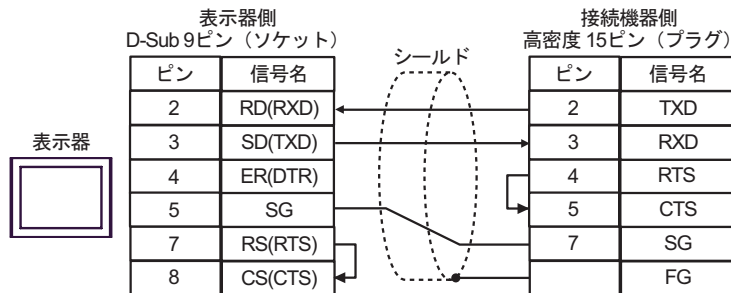 表示器側
D-Sub 9ピン（ソケット）
接続機器側
高密度 15ピン（プラグ）
シールド
表示器
ピン 信号名
2 RD(RXD)
3 SD(TXD)
4 ER(DTR)
5 SG
7 RS(RTS)
8 CS(CTS)
ピン 信号名
2 TXD
3 RXD
4 RTS
5 CTS
7 SG
FG